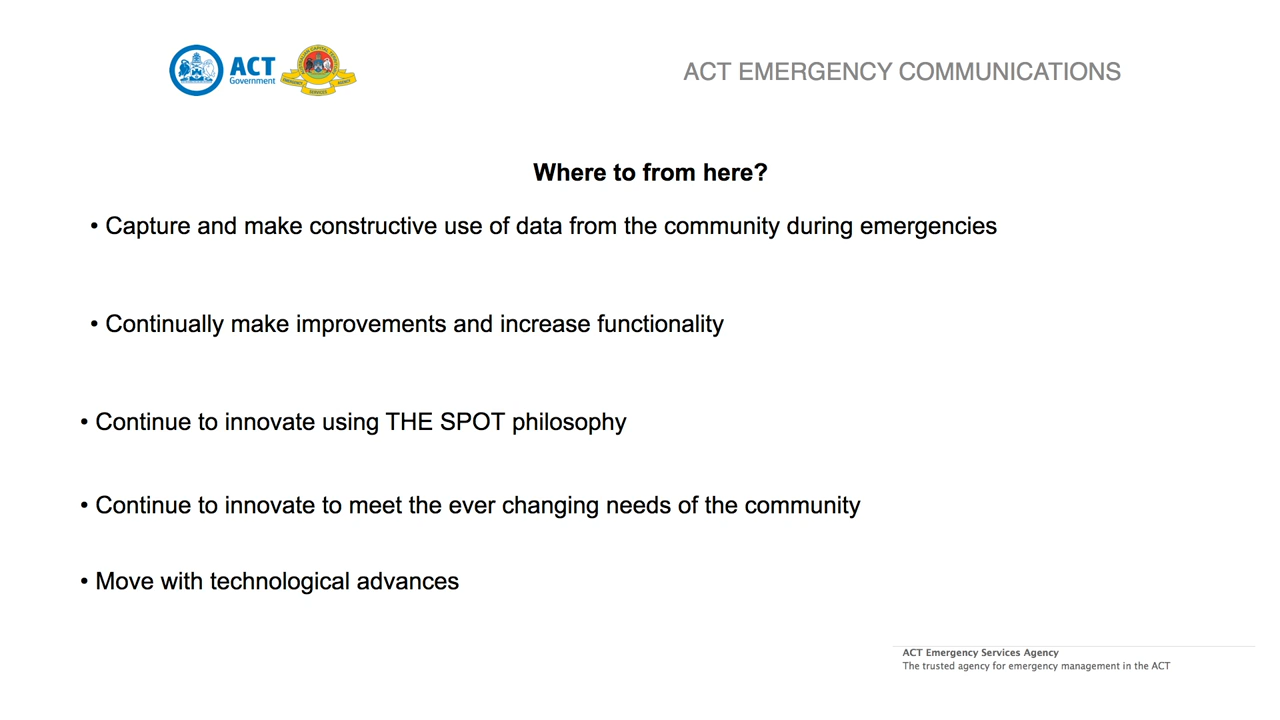 ACT
Government
EMERGENCY
SERVICES
AGENCY
ACT EMERGENCY COMMUNICATIONS
Where to from here?
• Capture and make constructive use of data from the community during emergencies
• Continually make improvements and increase functionality
• Continue to innovate using THE SPOT philosophy
• Continue to innovate to meet the ever changing needs of the community
• Move with technological advances
ACT Emergency Services Agency
The trusted agency for emergency management in the ACT